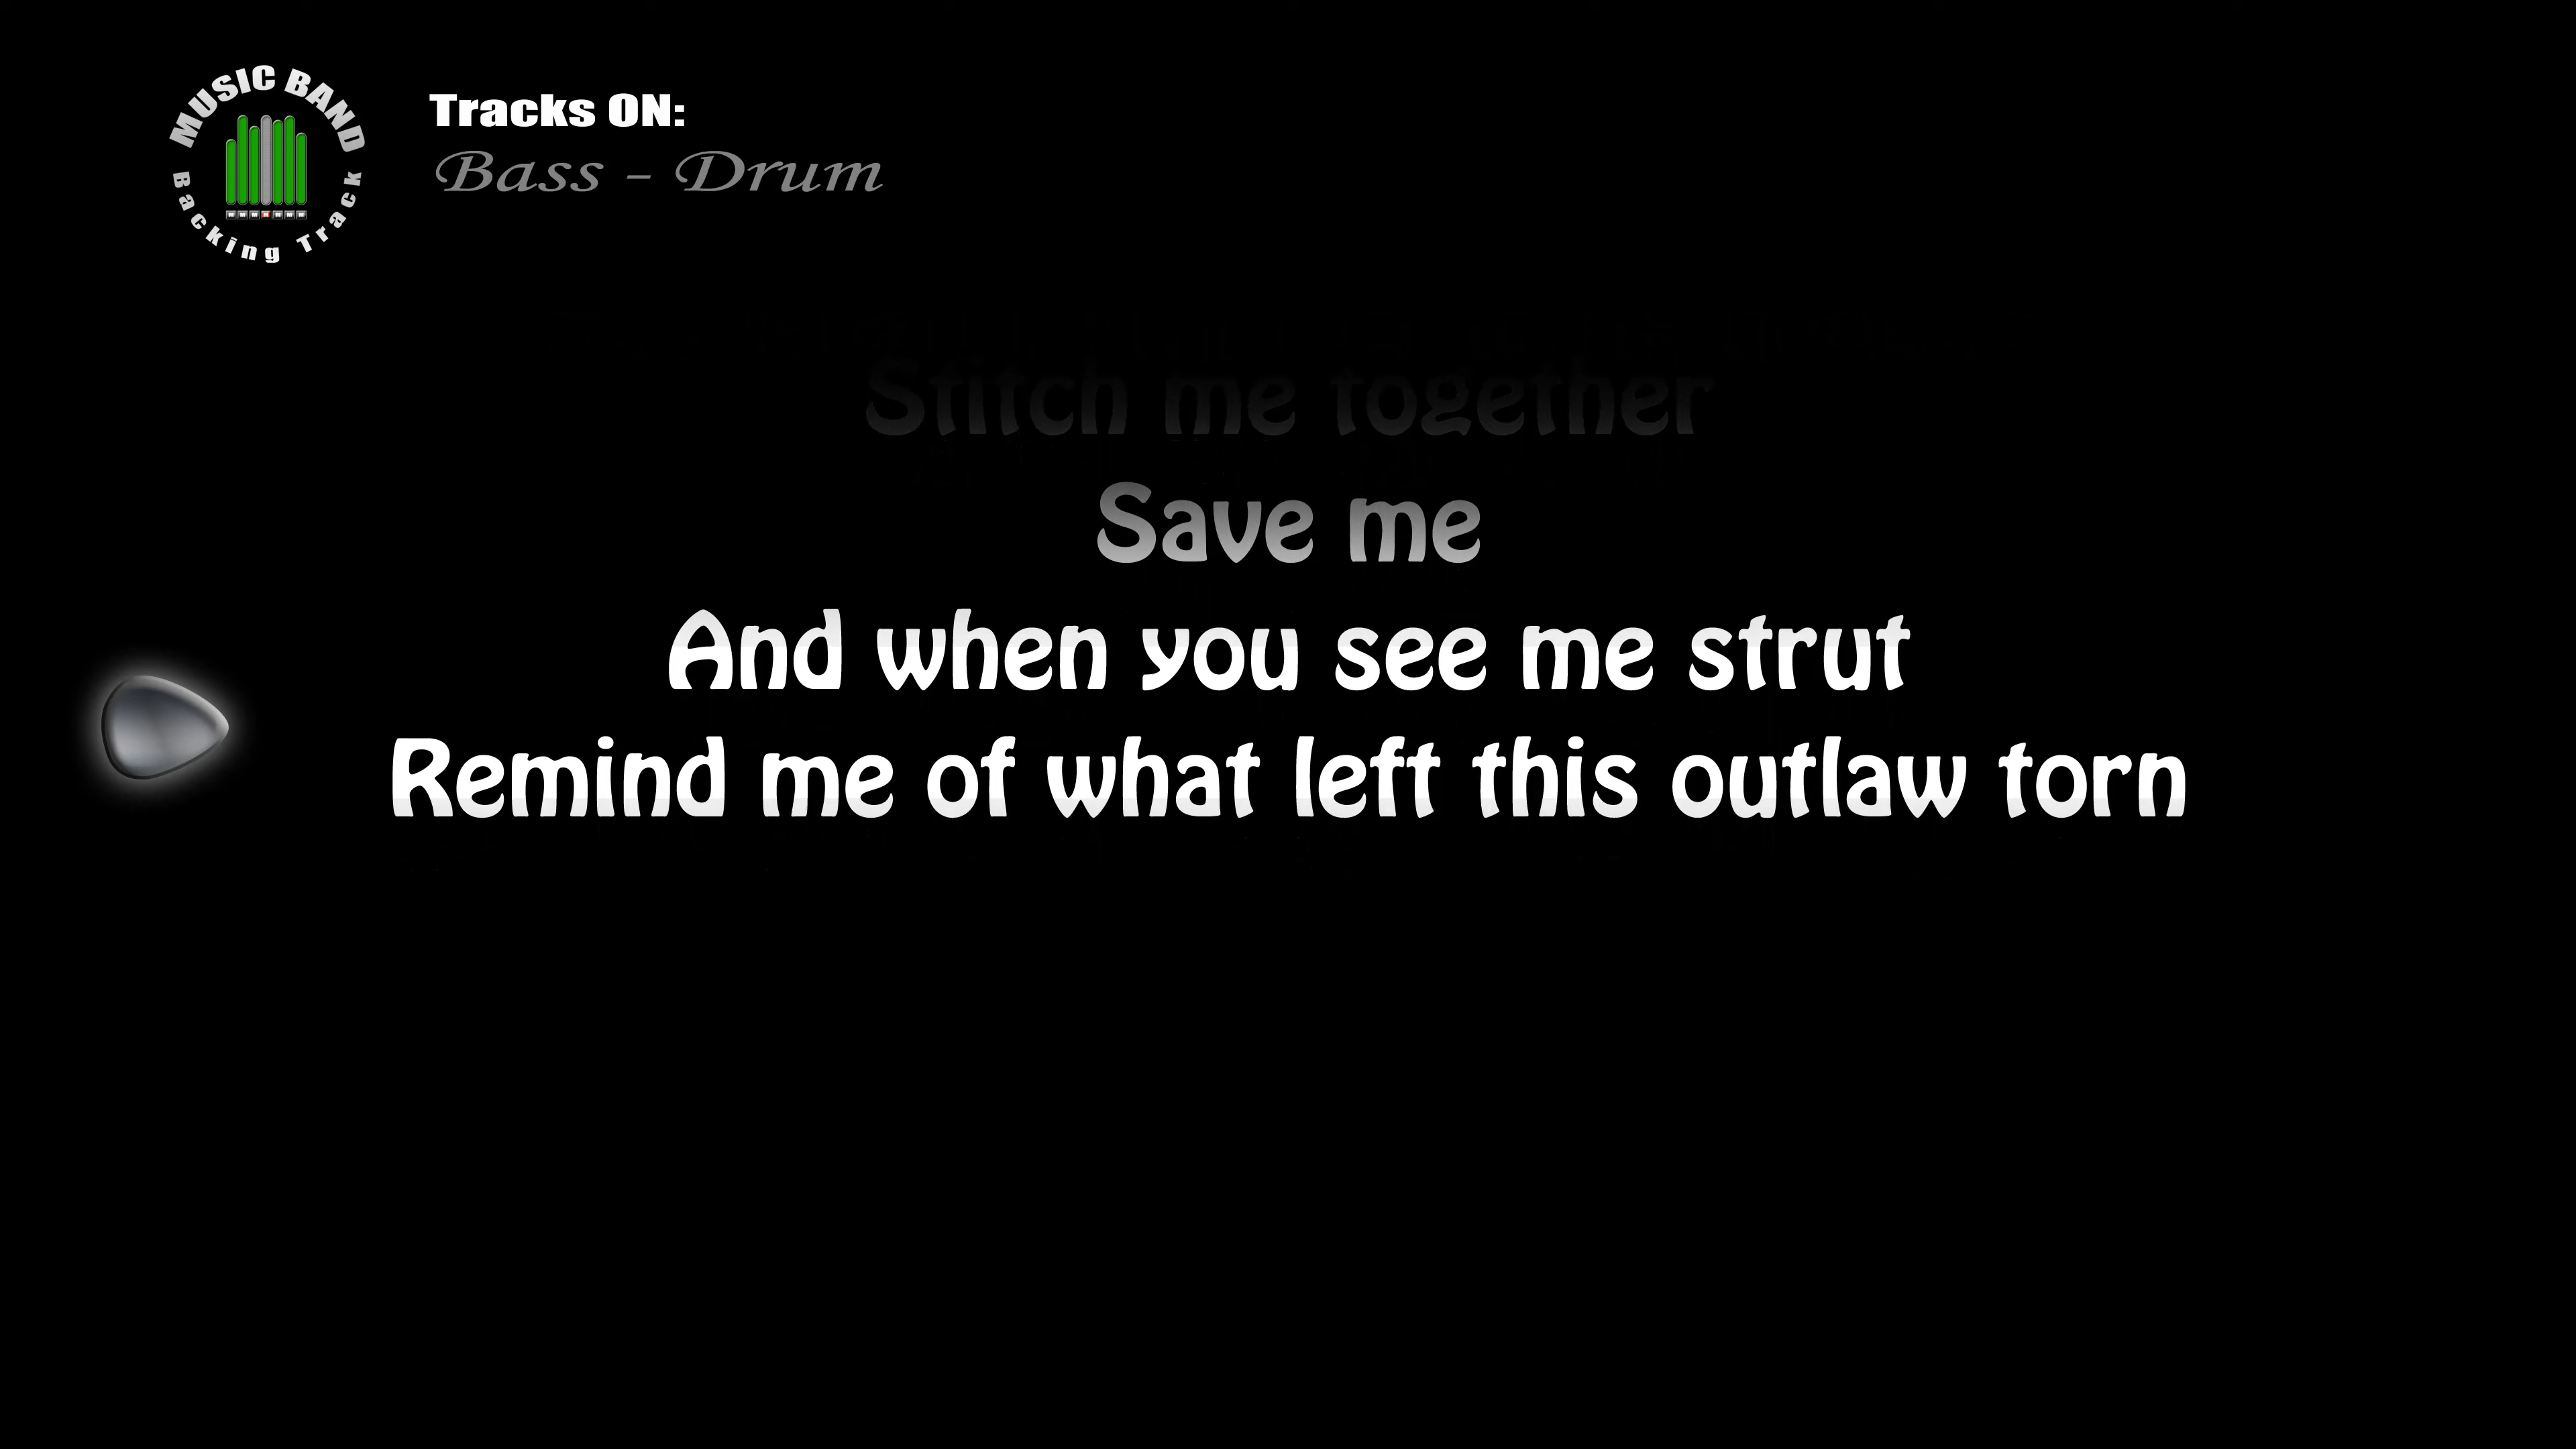 MUSIC BAND
Backing Track
Tracks ON:
Bass - Drum
Stitch me together
Save me
And when you see me strut
Remind me of what left this outlaw torn